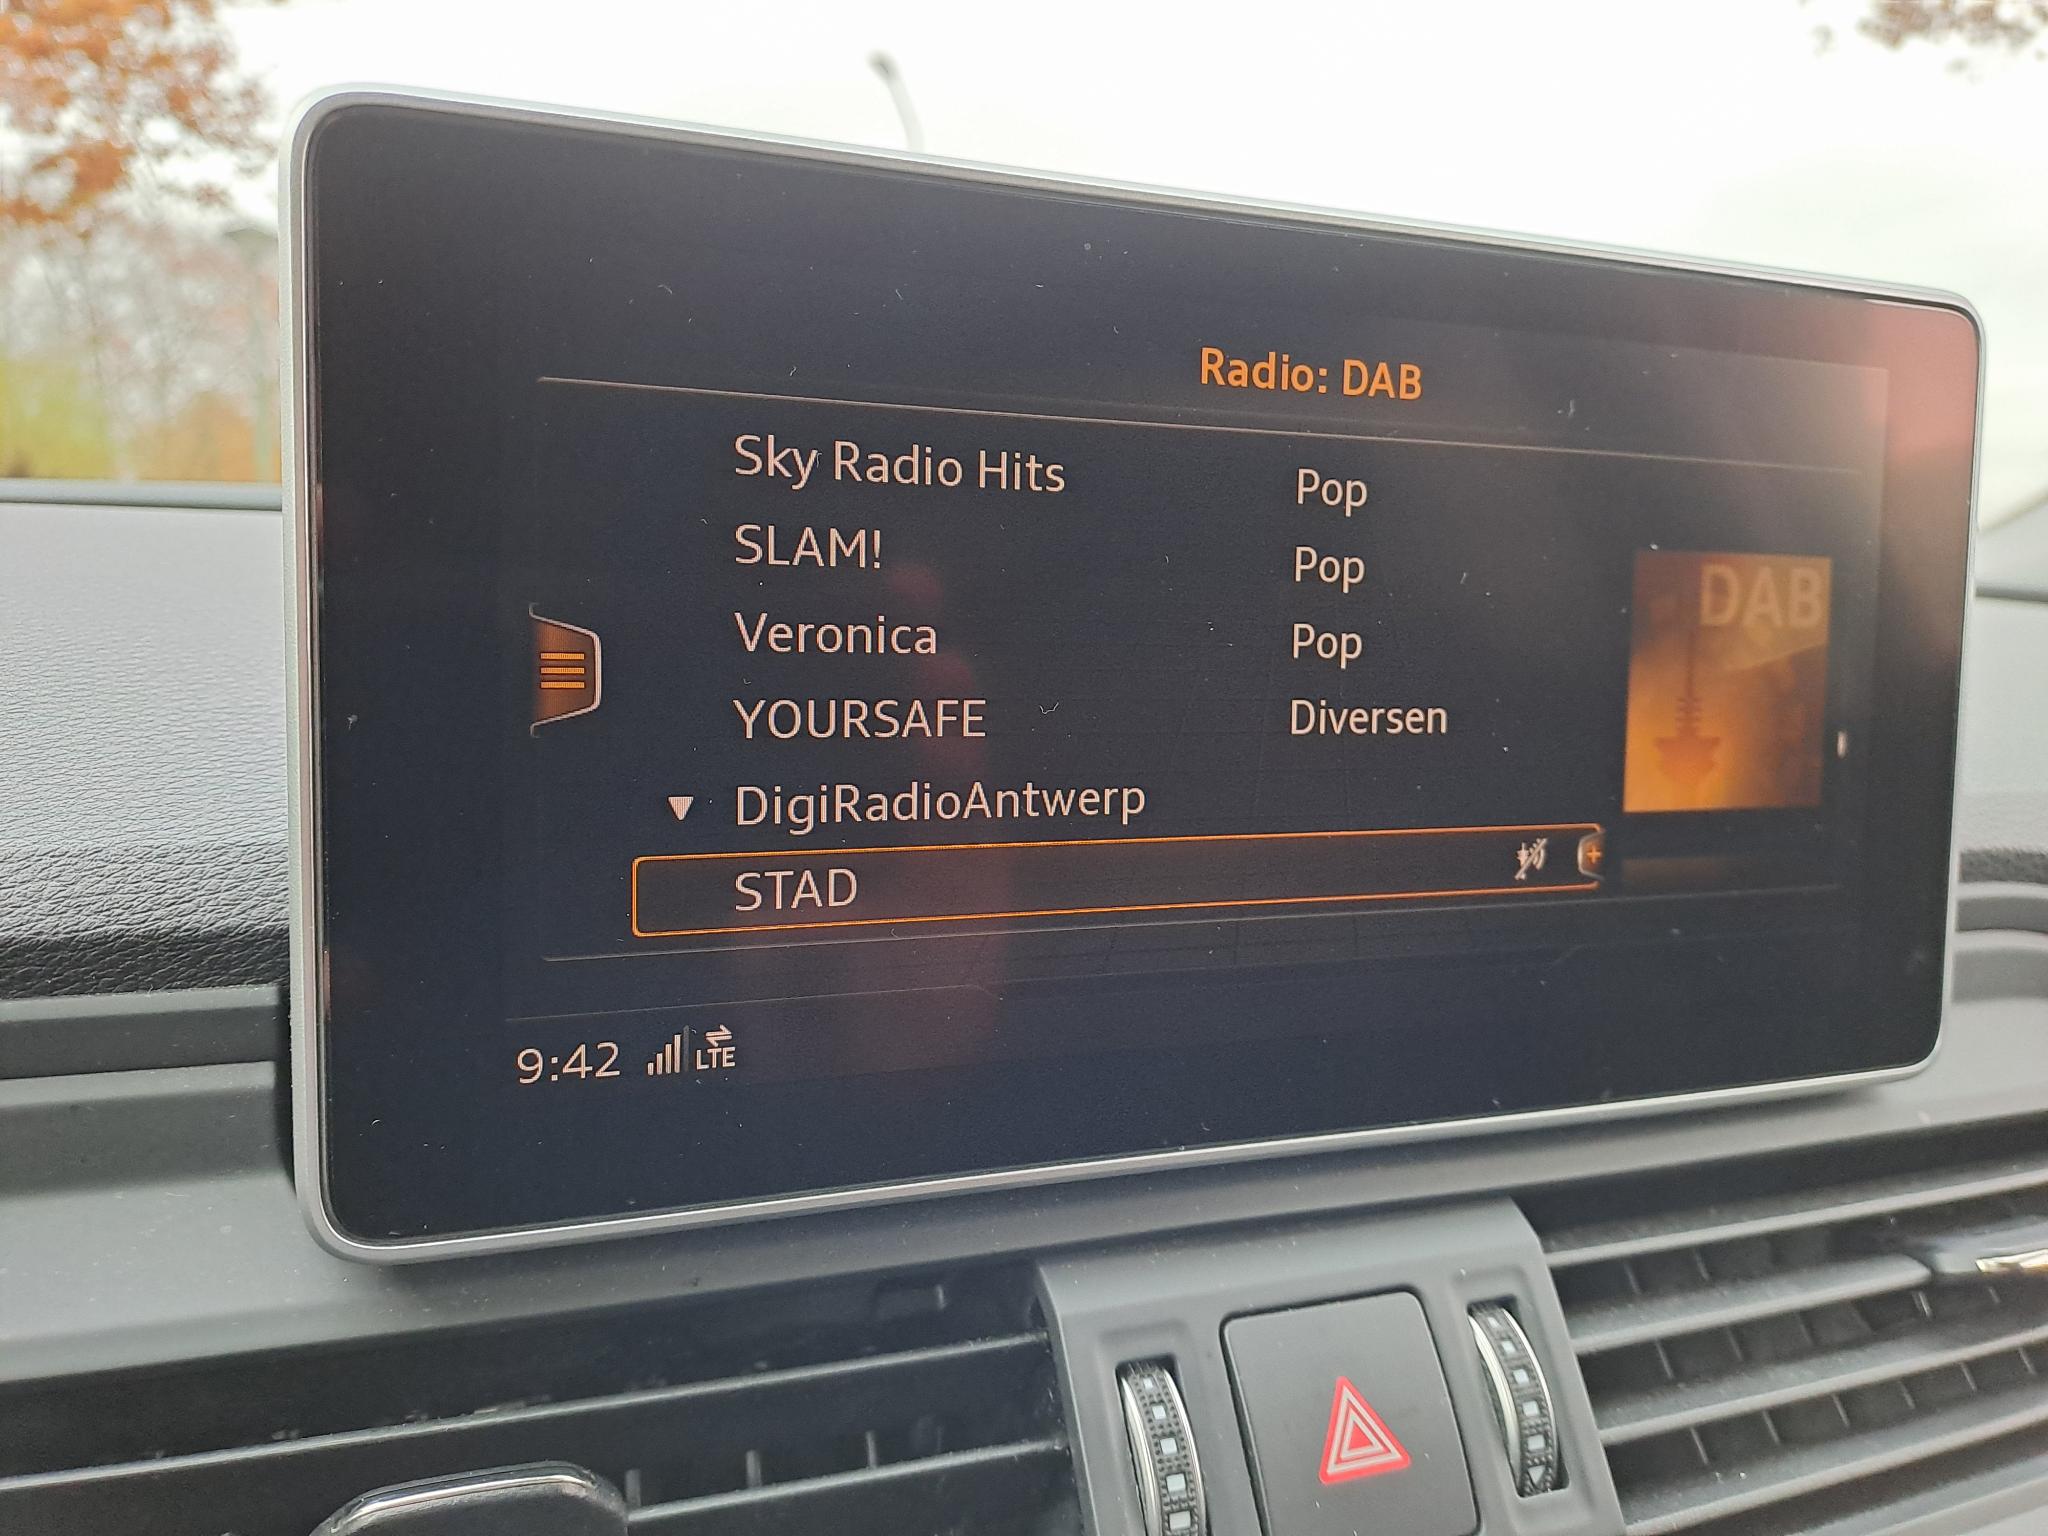 Radio: DAB
Sky Radio Hits Pop
SLAM! Pop
Veronica Pop
YOURSAFE Diversen
DAB
DigiRadioAntwerp
STAD
9:42 LTE